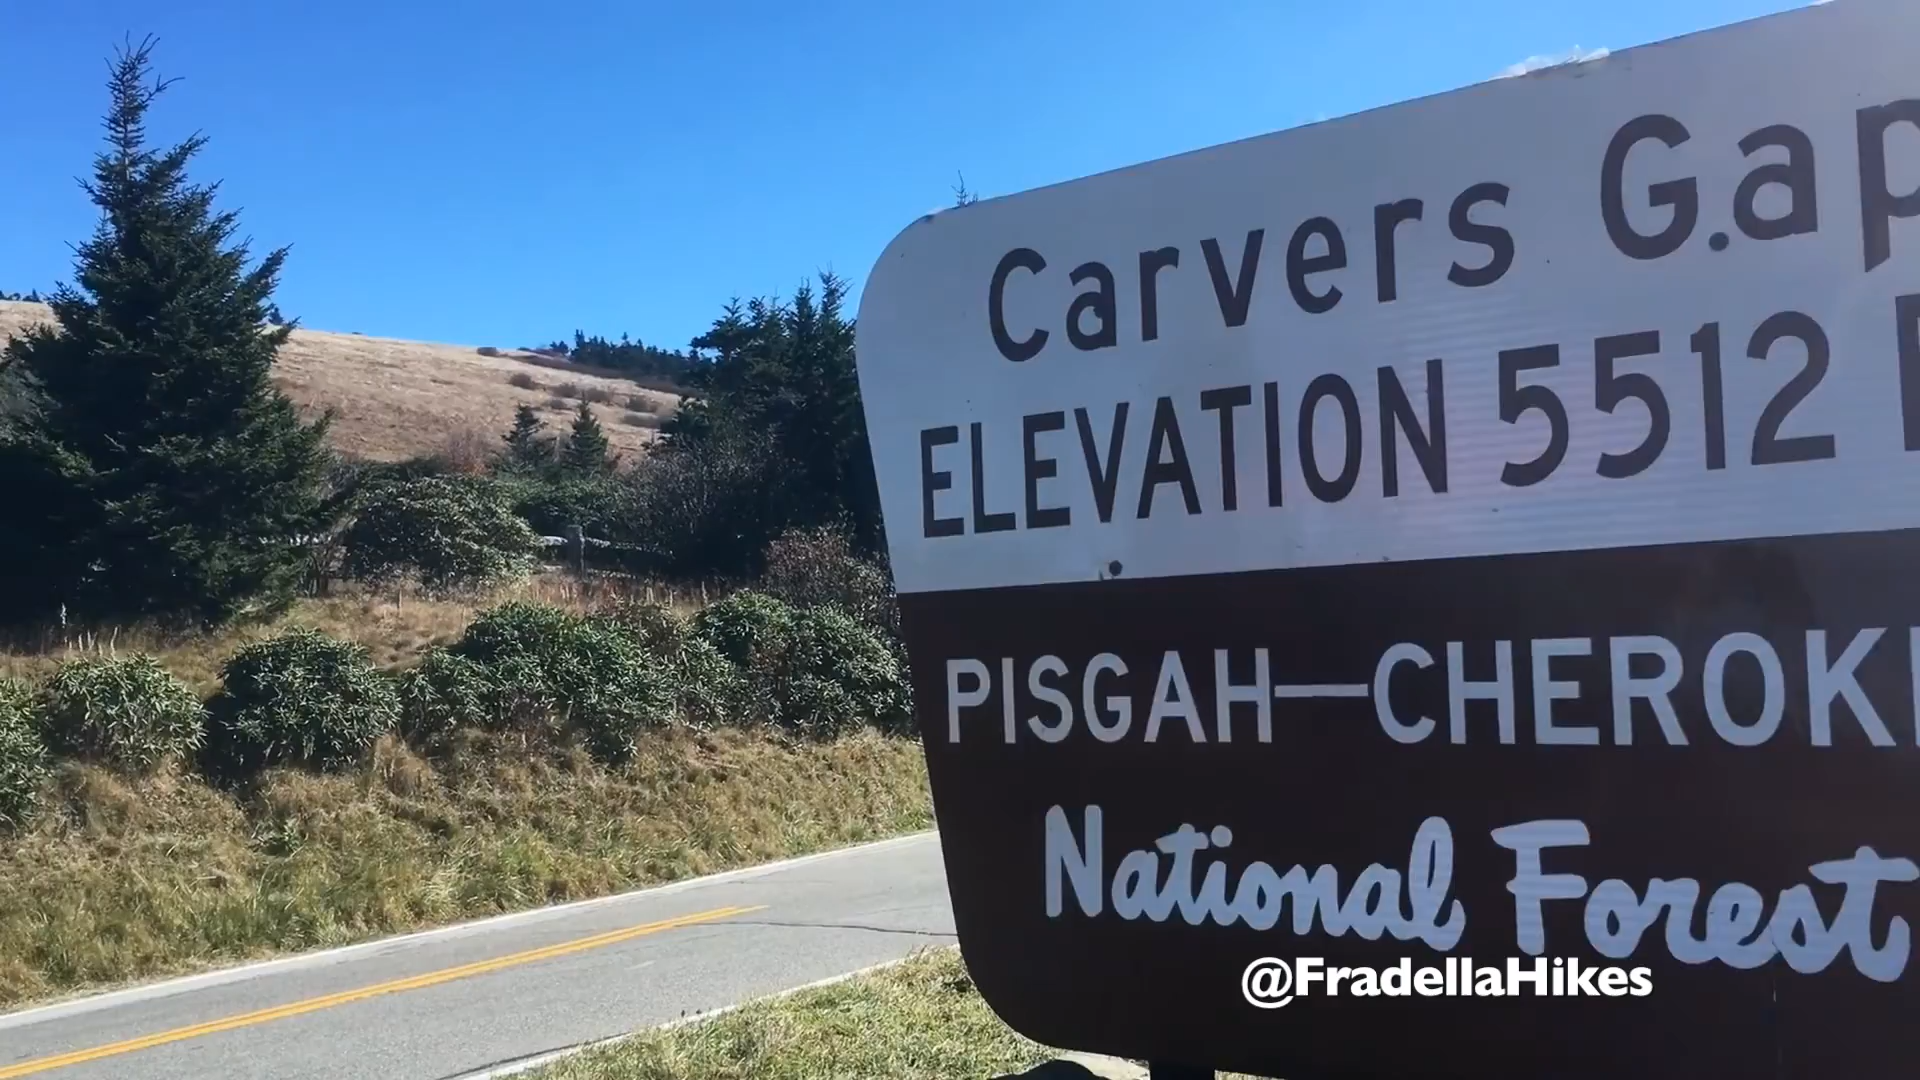 Carvers Gap
ELEVATION 5512
PISGAH—CHEROK
National Forest
@FradellaHikes